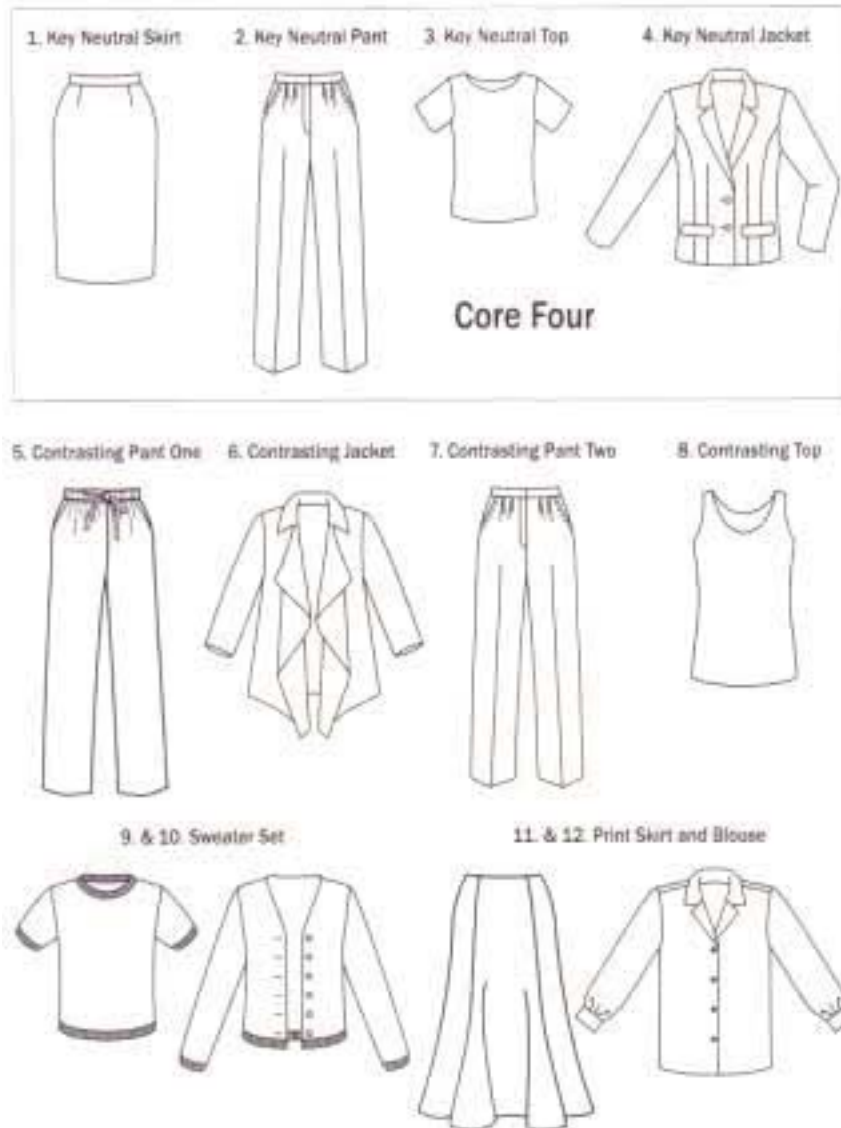 1. Key Neutral Skirt
2. Key Neutral Pant
3. Key Neutral Top
4. Key Neutral Jacket
Core Four
5. Contrasting Pant One
6. Contrasting Jacket
7. Contrasting Pant Two
8. Contrasting Top
9. & 10. Sweater Set
11. & 12. Print Skirt and Blouse